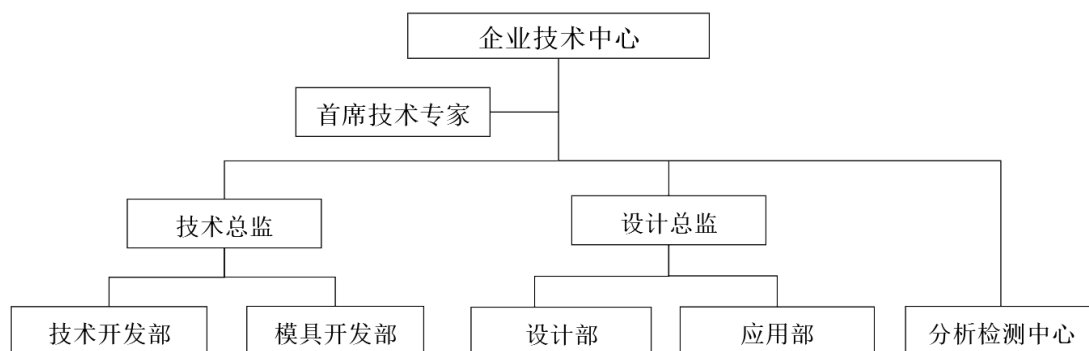 企业技术中心
首席技术专家
技术总监
设计总监
技术开发部
模具开发部
设计部
应用部
分析检测中心